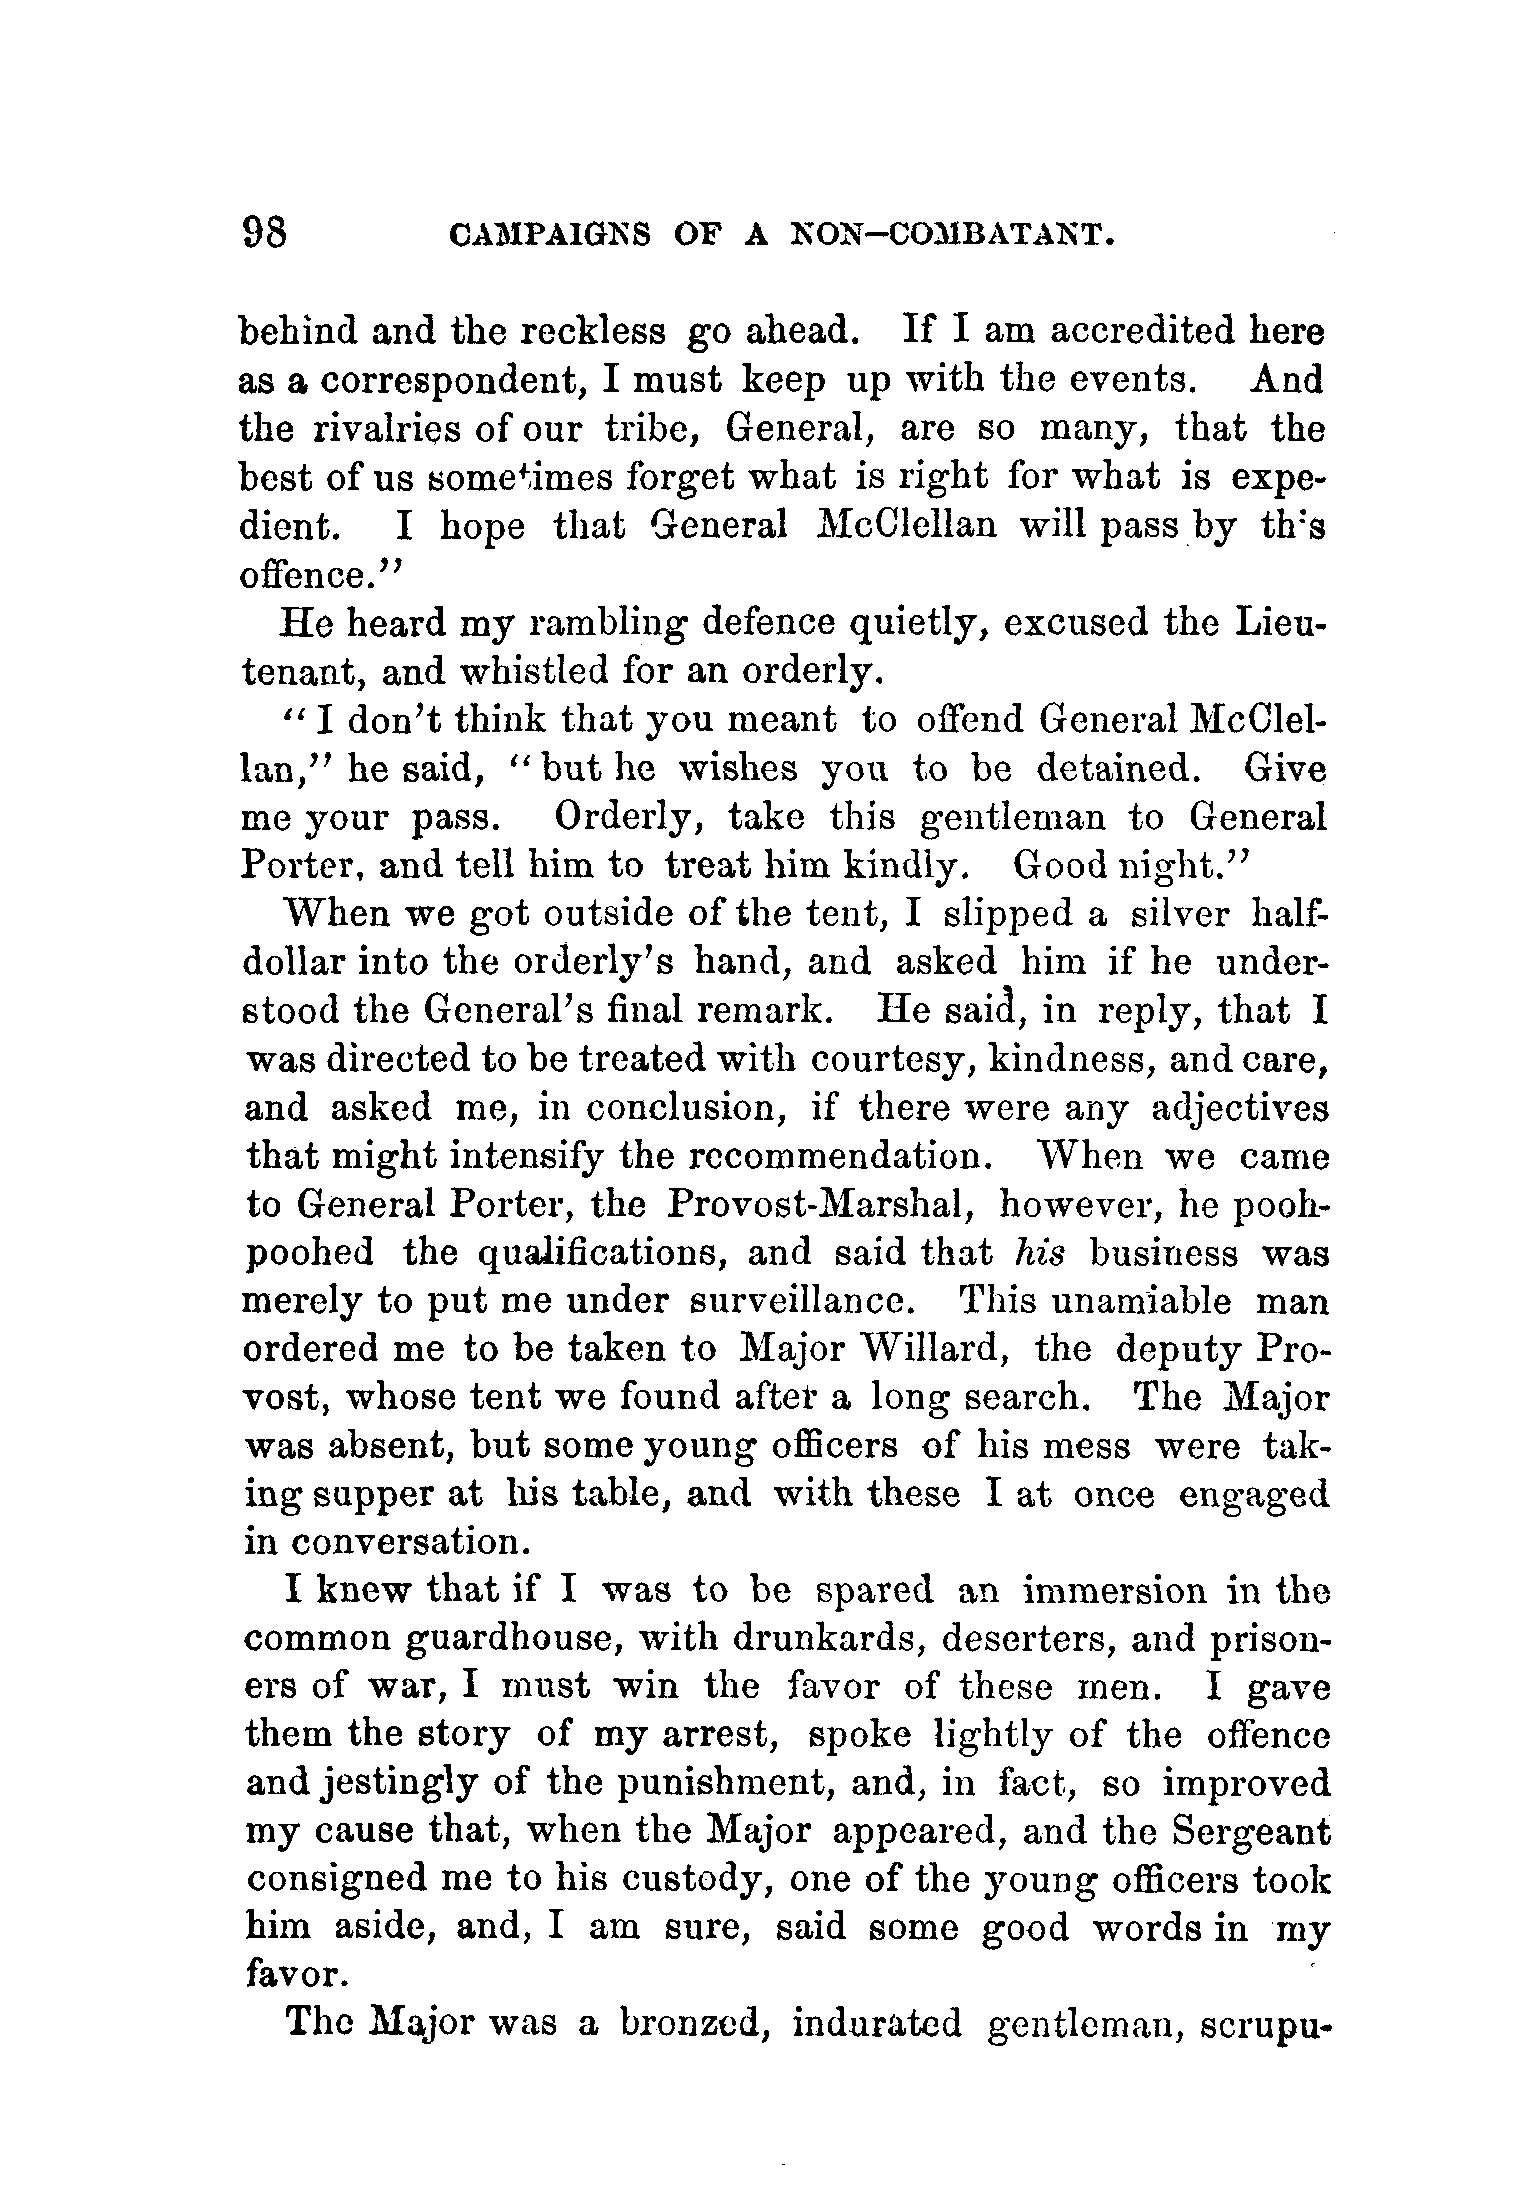 98 CAMPAIGNS OF A NON-COMBATANT.
behind and the reckless go ahead. If I am accredited here
as a correspondent, I must keep up with the events. And
the rivalries of our tribe, General, are so many, that the
best of us sometimes forget what is right for what is expe-
dient. I hope that General McClellan will pass by this
offence."
He heard my rambling defence quietly, excused the Lieu-
tenant, and whistled for an orderly.
"I don't think that you meant to offend General McClel-
lan," he said, "but he wishes you to be detained. Give
me your pass. Orderly, take this gentleman to General
Porter, and tell him to treat him kindly. Good night."
When we got outside of the tent, I slipped a silver half-
dollar into the orderly's hand, and asked him if he under-
stood the General's final remark. He said, in reply, that I
was directed to be treated with courtesy, kindness, and care,
and asked me, in conclusion, if there were any adjectives
that might intensify the recommendation. When we came
to General Porter, the Provost-Marshal, however, he pooh-
poohed the qualifications, and said that his business was
merely to put me under surveillance. This unamiable man
ordered me to be taken to Major Willard, the deputy Pro-
vost, whose tent we found after a long search. The Major
was absent, but some young officers of his mess were tak-
ing supper at his table, and with these I at once engaged
in conversation.
I knew that if I was to be spared an immersion in the
common guardhouse, with drunkards, deserters, and prison-
ers of war, I must win the favor of these men. I gave
them the story of my arrest, spoke lightly of the offence
and jestingly of the punishment, and, in fact, so improved
my cause that, when the Major appeared, and the Sergeant
consigned me to his custody, one of the young officers took
him aside, and, I am sure, said some good words in my
favor.
The Major was a bronzed, indurated gentleman, scrupu-